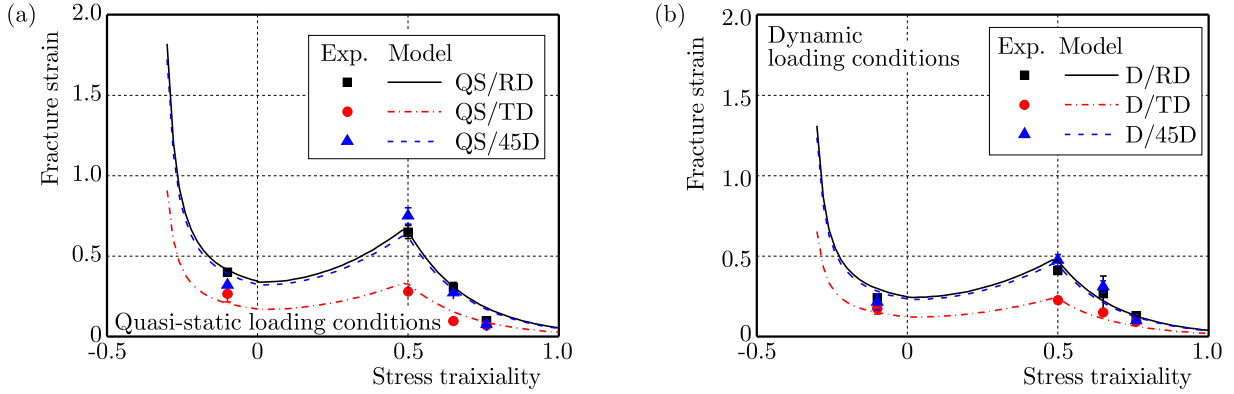 (a)
2.0
1.5
1.0
0.5
0
Fracture strain
Exp. Model
QS/RD
QS/TD
QS/45D
Quasi-static loading conditions
-0.5 0 0.5 1.0
Stress traixiality
(b)
2.0
1.5
1.0
0.5
0
Fracture strain
Dynamic
loading conditions
Exp. Model
D/RD
D/TD
D/45D
-0.5 0 0.5 1.0
Stress traixiality